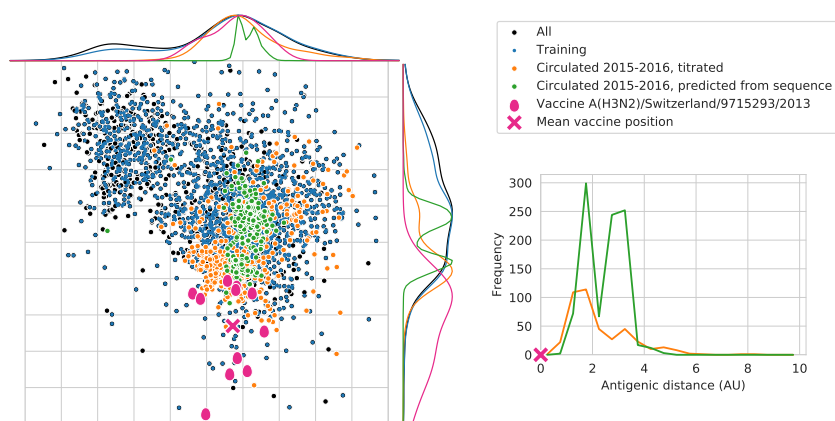 All
Training
Circulated 2015-2016, titrated
Circulated 2015-2016, predicted from sequence
Vaccine A(H3N2)/Switzerland/9715293/2013
Mean vaccine position
300
250
200
150
100
50
0
Frequency
0 2 4 6 8 10
Antigenic distance (AU)